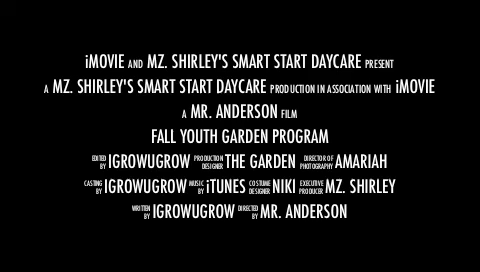 iMOVIE AND MZ. SHIRLEY'S SMART START DAYCARE PRESENT
A MZ. SHIRLEY'S SMART START DAYCARE PRODUCTION IN ASSOCIATION WITH iMOVIE
A MR. ANDERSON FILM
FALL YOUTH GARDEN PROGRAM
EDITED BY IGROWUGROW PRODUCTION DESIGNER THE GARDEN DIRECTOR OF PHOTOGRAPHY AMARIAH
CASTING BY IGROWUGROW MUSIC BY iTUNES COSTUME DESIGNER NIKI EXECUTIVE PRODUCER MZ. SHIRLEY
WRITTEN BY IGROWUGROW DIRECTED BY MR. ANDERSON